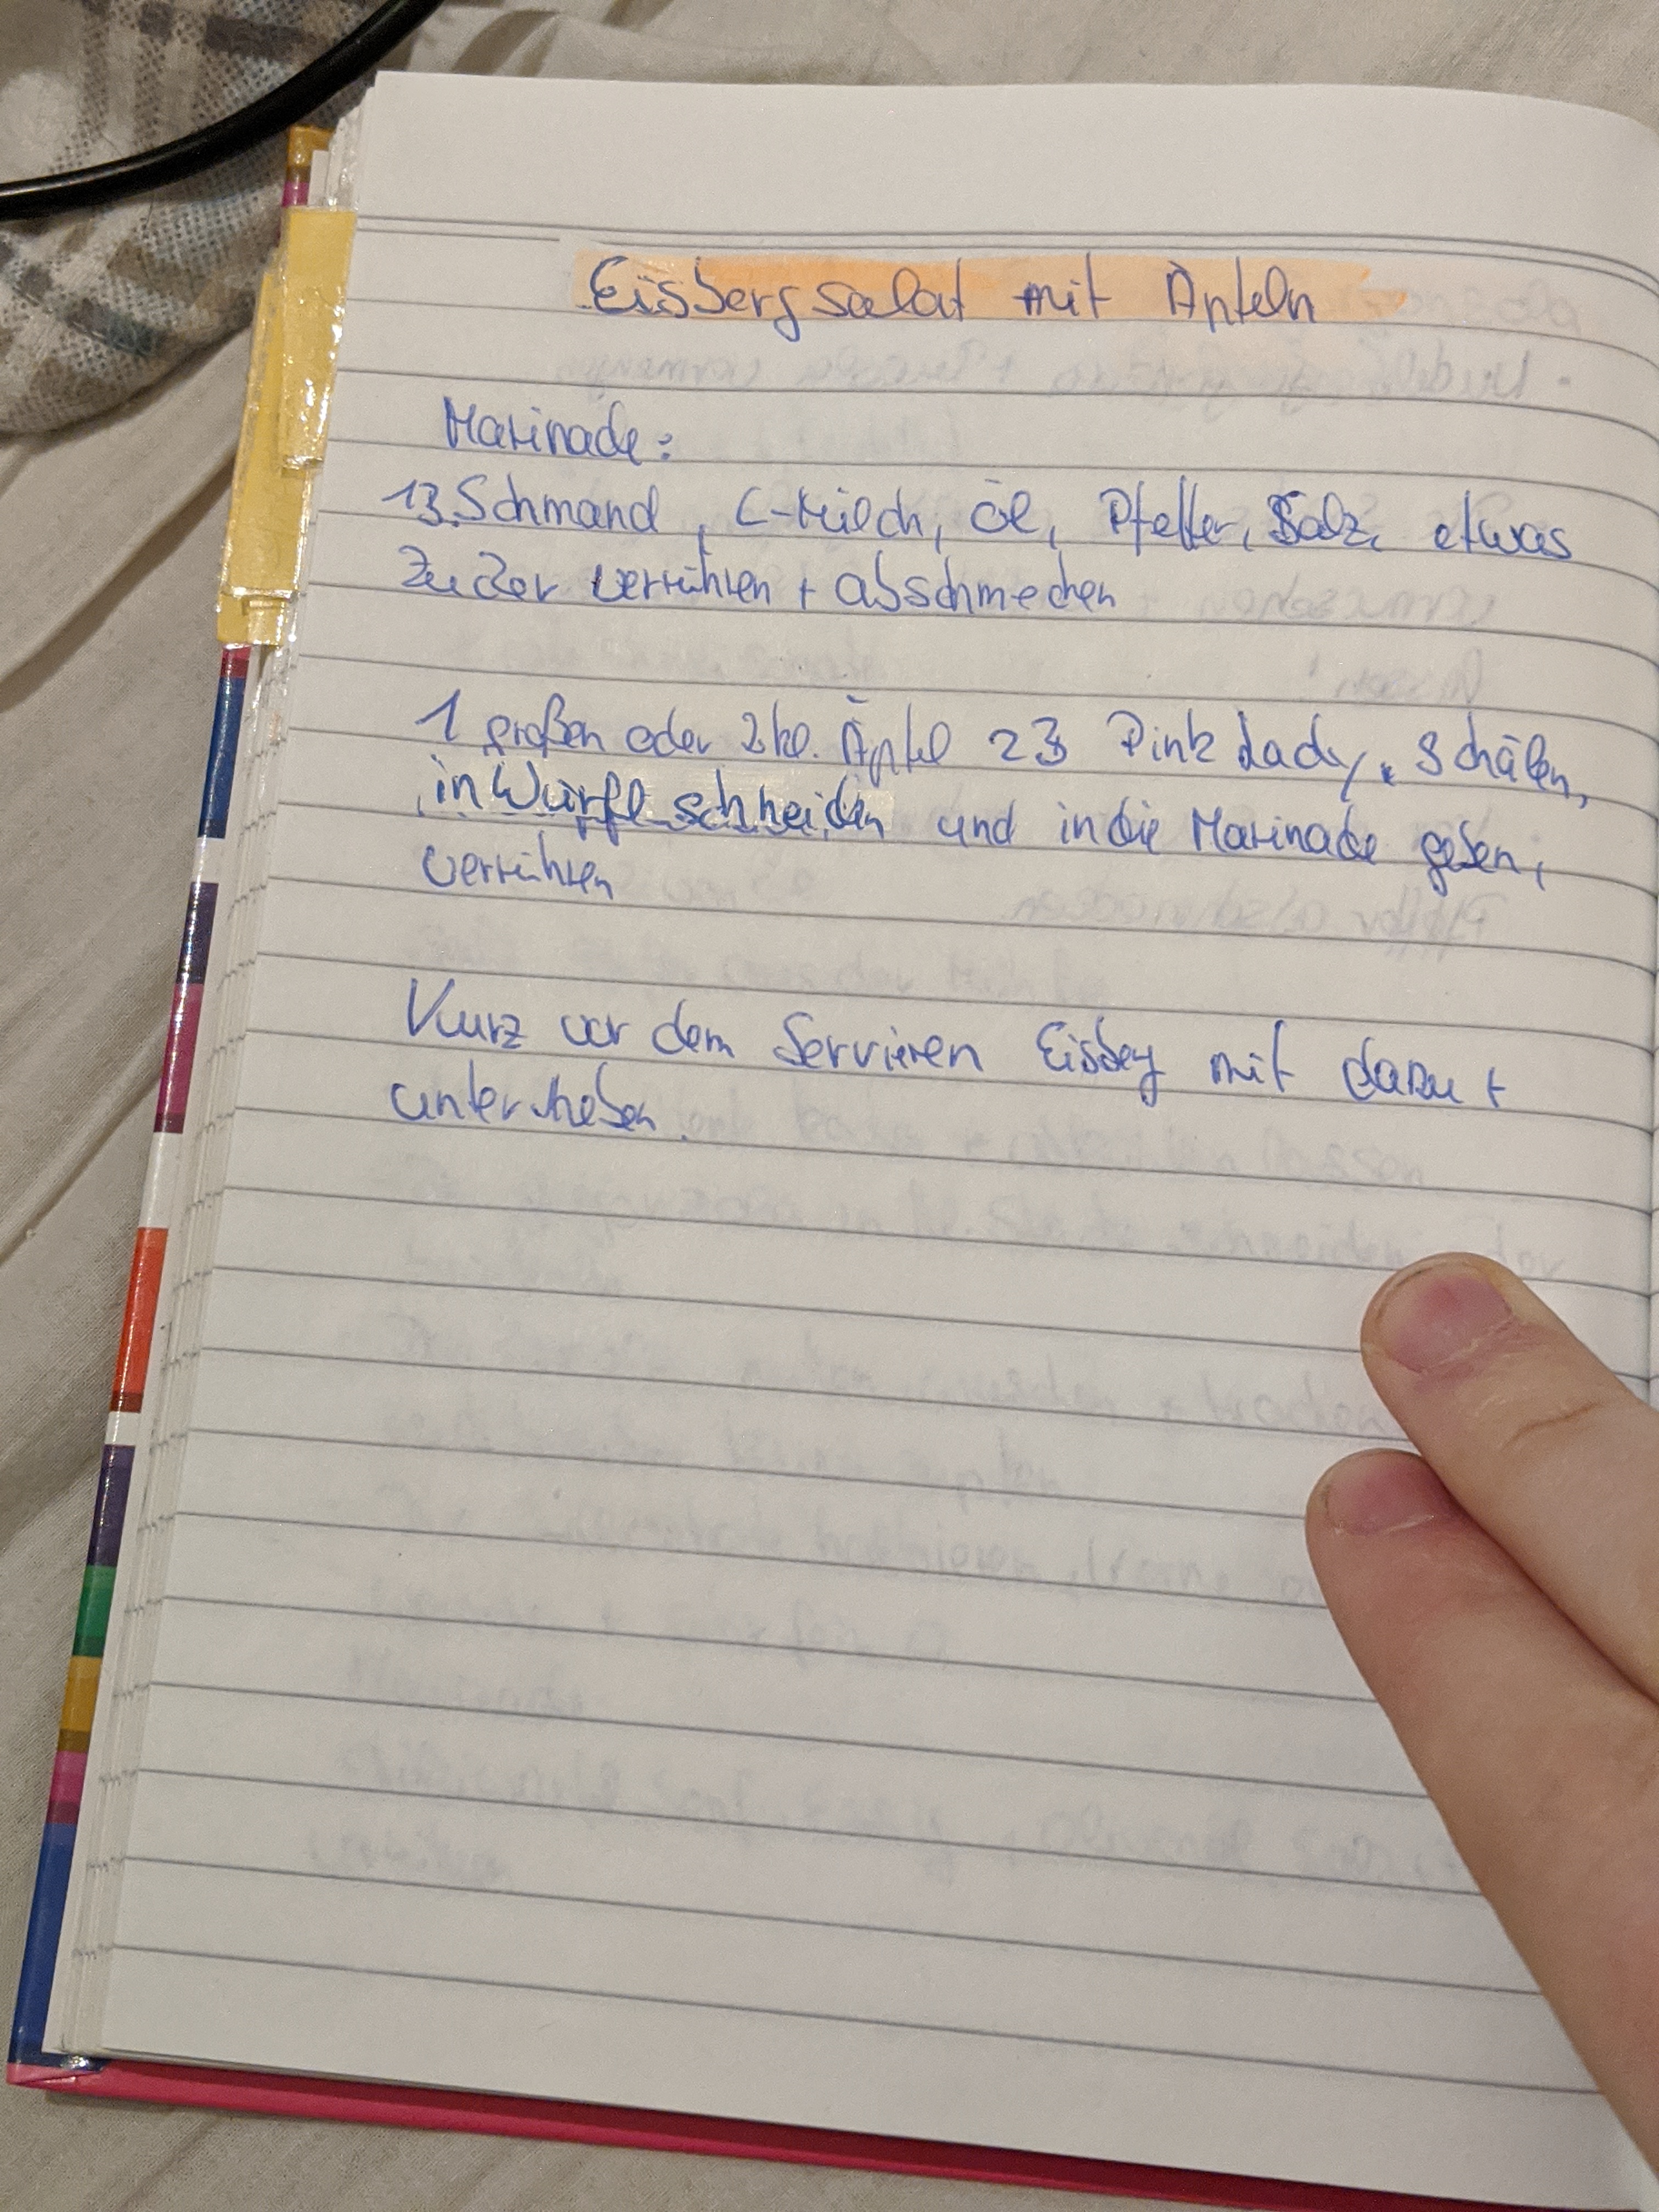 Eisbergsalat mit Äpfeln
Marinade:
1B. Schmand, C-Milch, Öl, Pfeffer, Salz, etwas
Zucker verrühren + abschmecken
1 großen oder 2 kl. Äpfel zB Pink Lady, schälen,
in Würfl schneiden und in die Marinade geben,
verrühren
Kurz vor dem Servieren Eisberg mit dazu +
unterheben.